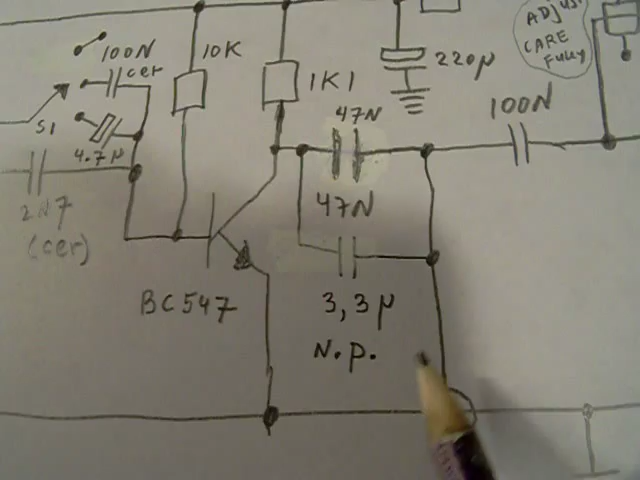 ADJUST
CARE
Fully
100N
cer
10K
220µ
1K1
47N
100N
S1
4.7µ
47N
2N7
(cer)
BC547
3,3µ
N.p.